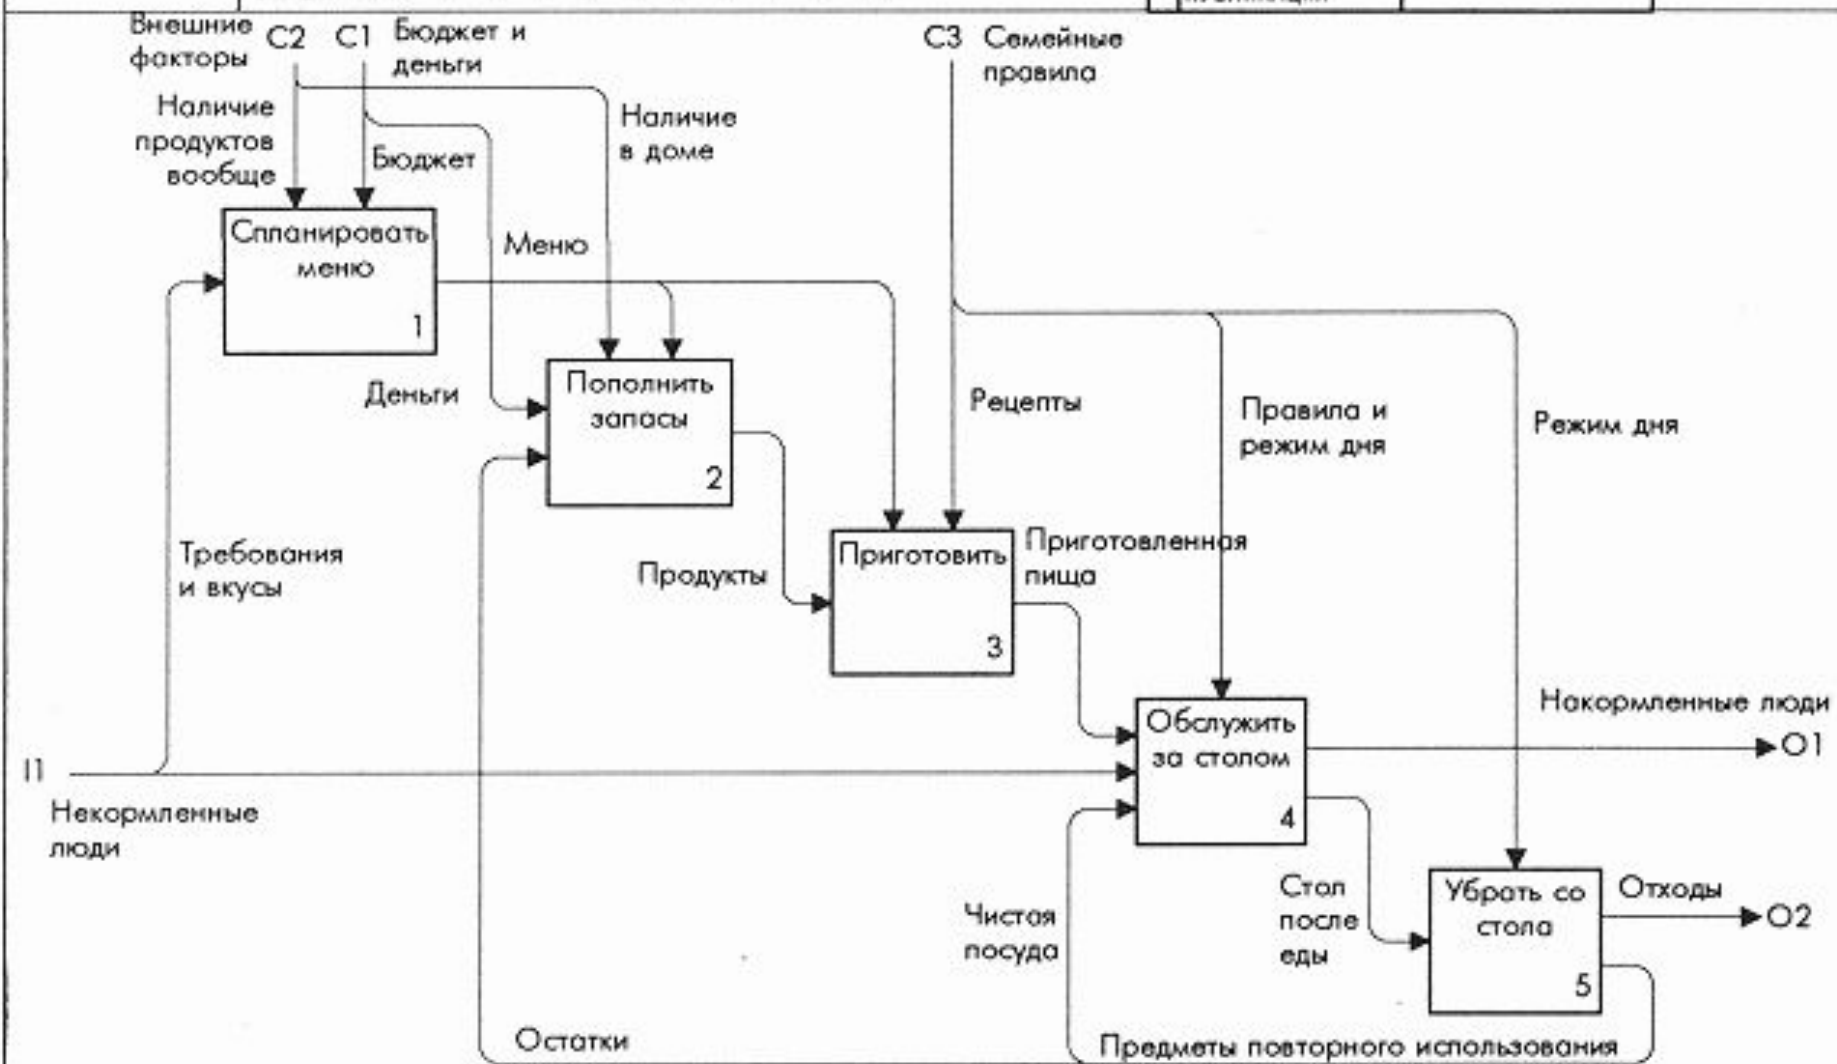 Внешние
факторы
C2
C1
Бюджет и
деньги
C3
Семейные
правила
Наличие
продуктов
вообще
Бюджет
Наличие
в доме
Спланировать
меню
1
Меню
Деньги
Пополнить
запасы
2
Рецепты
Правила и
режим дня
Режим дня
Требования
и вкусы
Продукты
Приготовить
3
Приготовленная
пища
I1
Некормленные
люди
Обслужить
за столом
4
Накормленные люди
O1
Чистая
посуда
Стол
после
еды
Убрать со
стола
5
Отходы
O2
Остатки
Предметы повторного использования